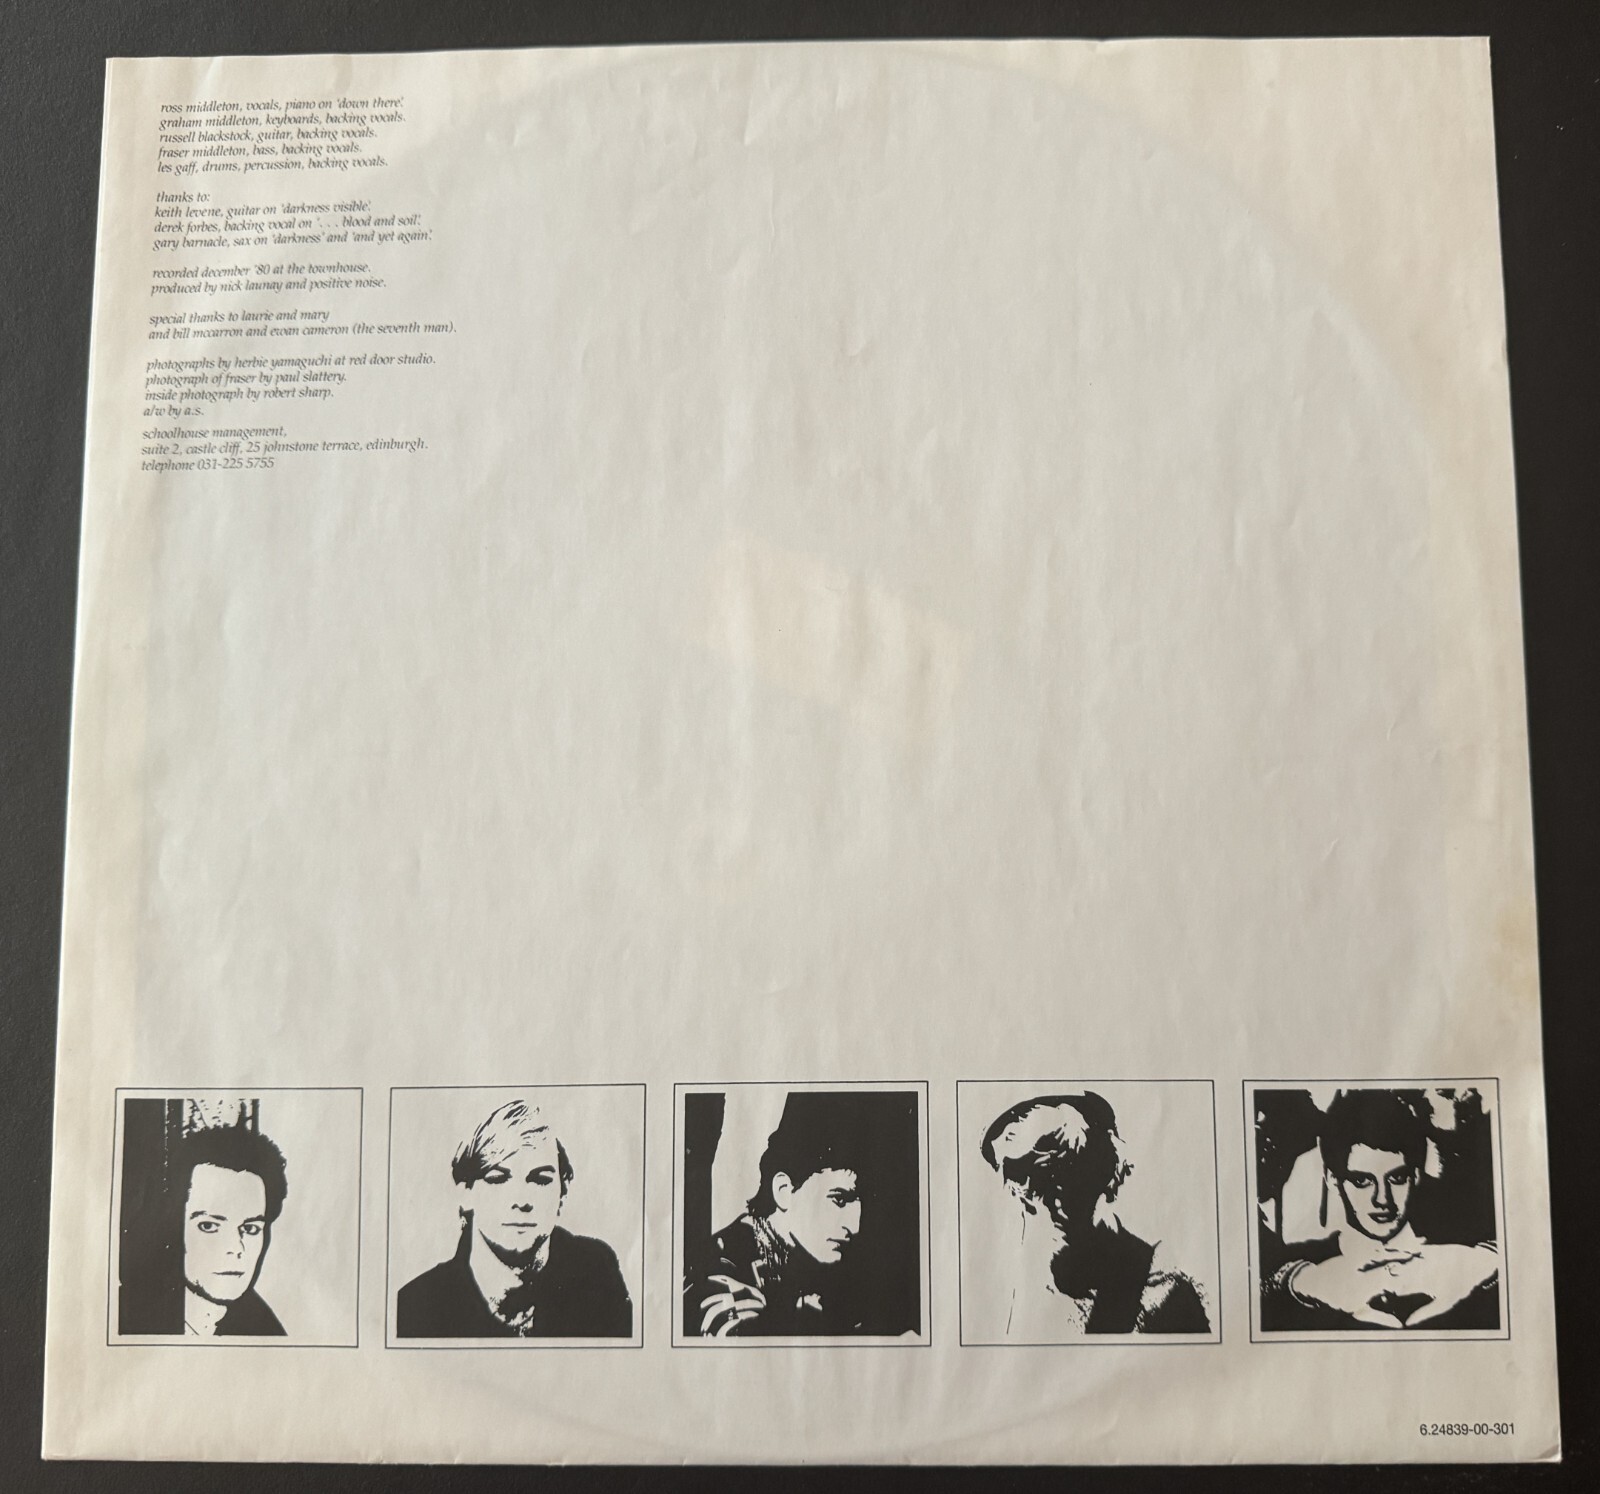 ross middleton, vocals, piano on 'down there'.
graham middleton, keyboards, backing vocals.
russell blackstock, guitar, backing vocals.
fraser middleton, bass, backing vocals.
les gaff, drums, percussion, backing vocals.
thanks to:
keith levene, guitar on 'darkness visible'.
derek forbes, backing vocal on '. . . blood and soil'.
gary barnacle, sax on 'darkness' and 'and yet again'.
recorded december '80 at the townhouse.
produced by nick launay and positive noise.
special thanks to laurie and mary
and bill mccarron and ewan cameron (the seventh man).
photographs by herbie yamaguchi at red door studio.
photograph of fraser by paul slattery.
inside photograph by robert sharp.
a/w by a.s.
schoolhouse management,
suite 2, castle cliff, 25 johnstone terrace, edinburgh.
telephone 031-225 5755
6.24839-00-301